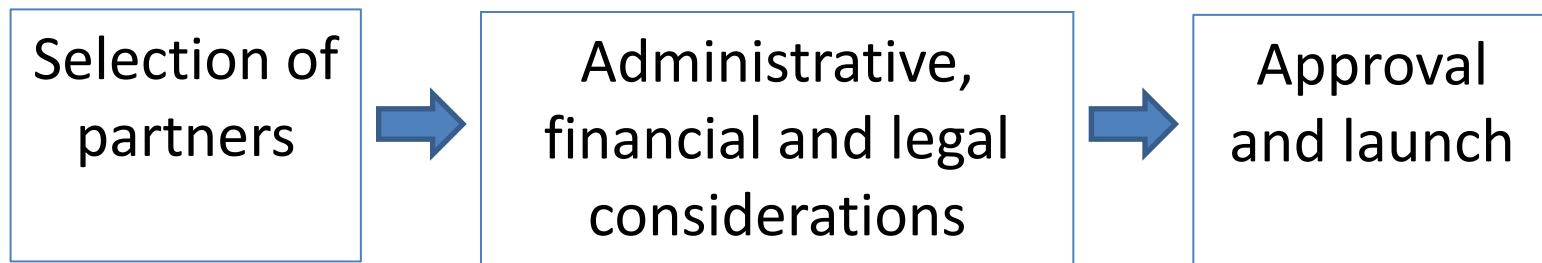 Selection of
partners
Administrative,
financial and legal
considerations
Approval
and launch